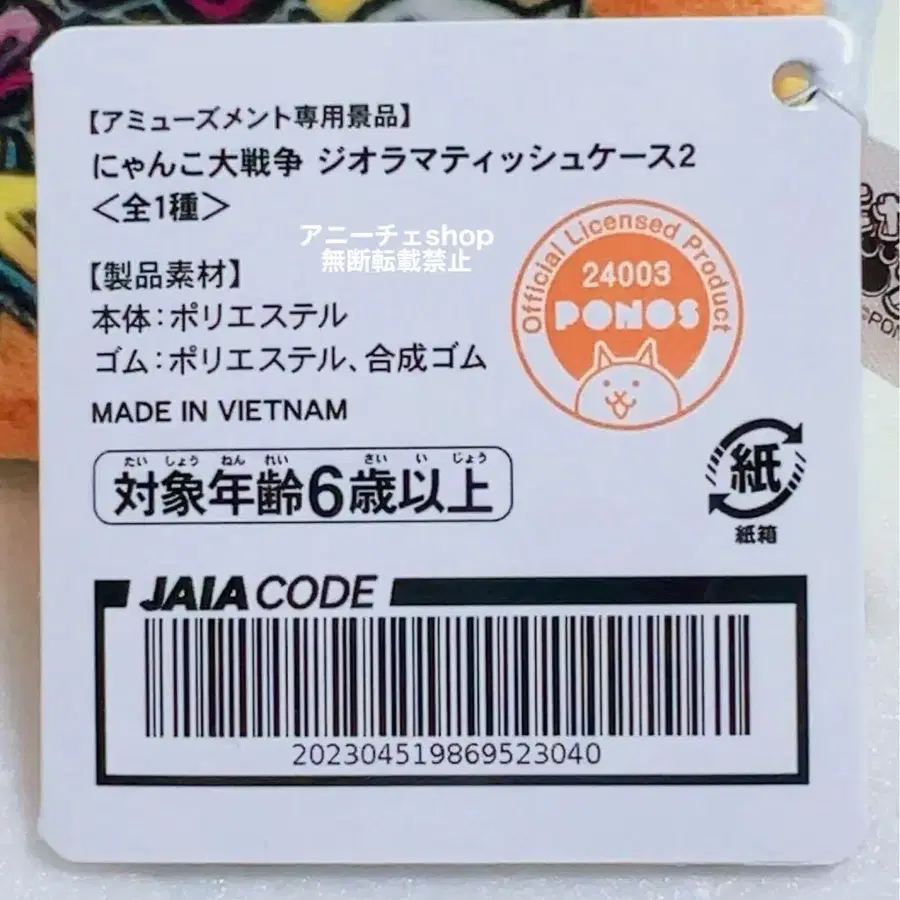 【アミューズメント専用景品】
にゃんこ大戦争 ジオラマティッシュケース2
＜全1種＞
アニーチェshop
無断転載禁止
【製品素材】
本体：ポリエステル
ゴム：ポリエステル、合成ゴム
MADE IN VIETNAM
Official Licensed Product
24003
PONOS
紙
紙箱
たいしょうねんれい さいいじょう
対象年齢6歳以上
JAIA CODE
202304519869523040
©PON